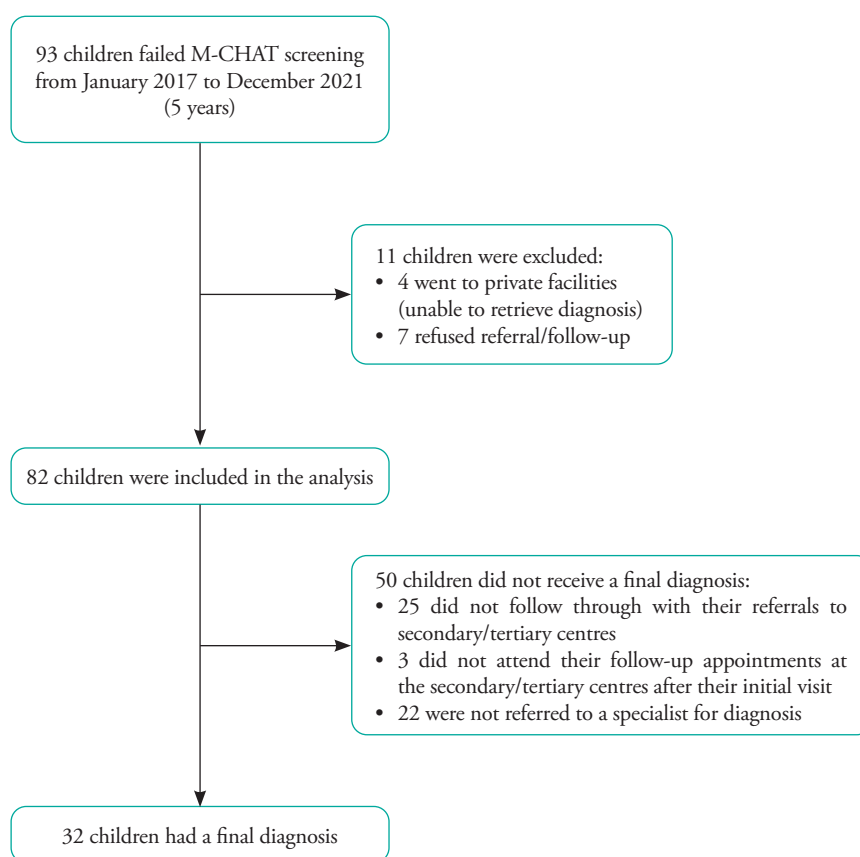 93 children failed M-CHAT screening
from January 2017 to December 2021
(5 years)
11 children were excluded:
• 4 went to private facilities
(unable to retrieve diagnosis)
• 7 refused referral/follow-up
82 children were included in the analysis
50 children did not receive a final diagnosis:
• 25 did not follow through with their referrals to
secondary/tertiary centres
• 3 did not attend their follow-up appointments at
the secondary/tertiary centres after their initial visit
• 22 were not referred to a specialist for diagnosis
32 children had a final diagnosis